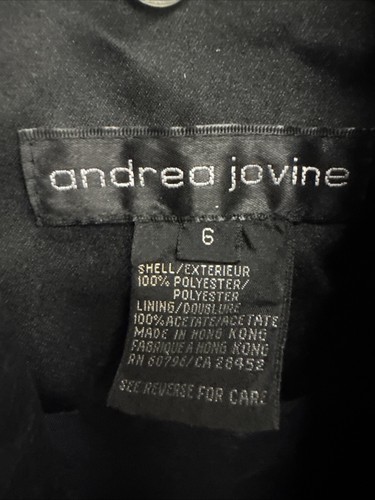 andrea jovine
6
SHELL/EXTERIEUR
100% POLYESTER/
POLYESTER
LINING/DOUBLURE
100% ACETATE/ACETATE
MADE IN HONG KONG
FABRIQUE A HONG KONG
RN 60796/CA 28452
SEE REVERSE FOR CARE